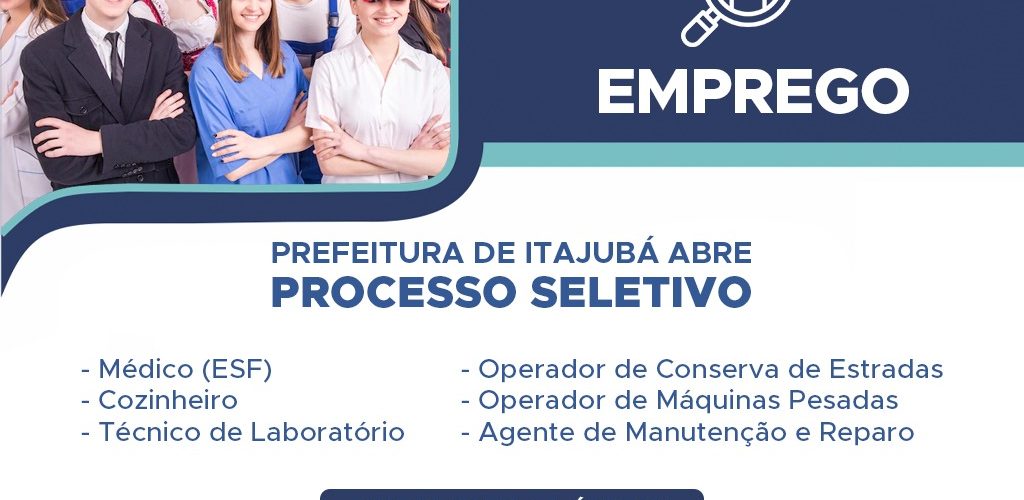 EMPREGO
PREFEITURA DE ITAJUBÁ ABRE
PROCESSO SELETIVO
- Médico (ESF)
- Cozinheiro
- Técnico de Laboratório
- Operador de Conserva de Estradas
- Operador de Máquinas Pesadas
- Agente de Manutenção e Reparo